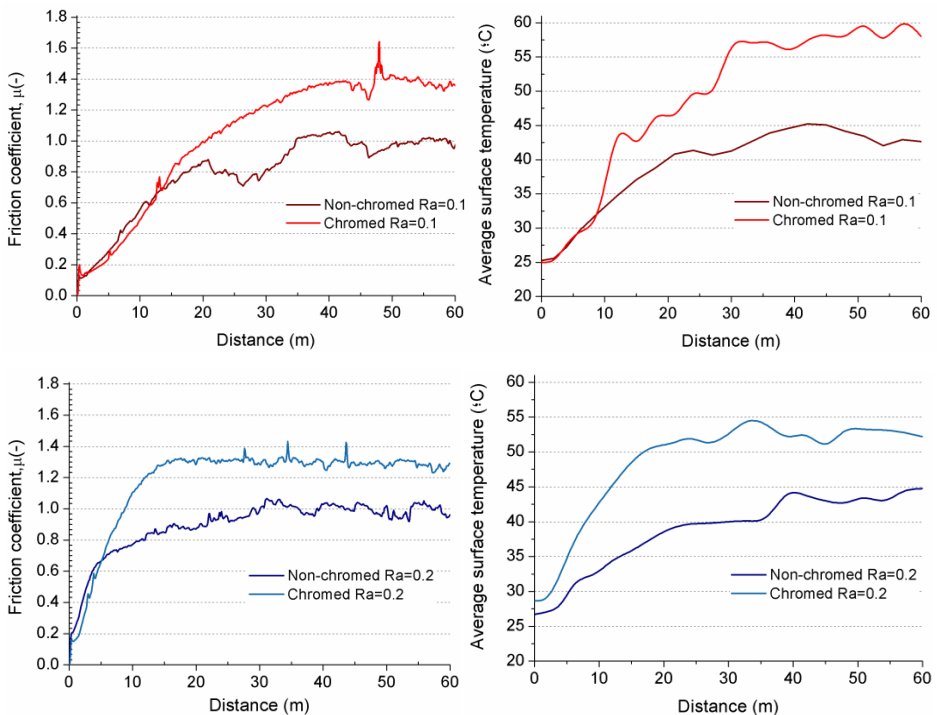 Friction coefficient, μ(-)
1.8
1.6
1.4
1.2
1.0
0.8
0.6
0.4
0.2
0.0
Non-chromed Ra=0.1
Chromed Ra=0.1
0 10 20 30 40 50 60
Distance (m)
Average surface temperature (°C)
60
55
50
45
40
35
30
25
20
Non-chromed Ra=0.1
Chromed Ra=0.1
0 10 20 30 40 50 60
Distance (m)
Friction coefficient,μ(-)
1.8
1.6
1.4
1.2
1.0
0.8
0.6
0.4
0.2
0.0
Non-chromed Ra=0.2
Chromed Ra=0.2
0 10 20 30 40 50 60
Distance (m)
Average surface temperature (°C)
60
55
50
45
40
35
30
25
20
Non-chromed Ra=0.2
Chromed Ra=0.2
0 10 20 30 40 50 60
Distance (m)